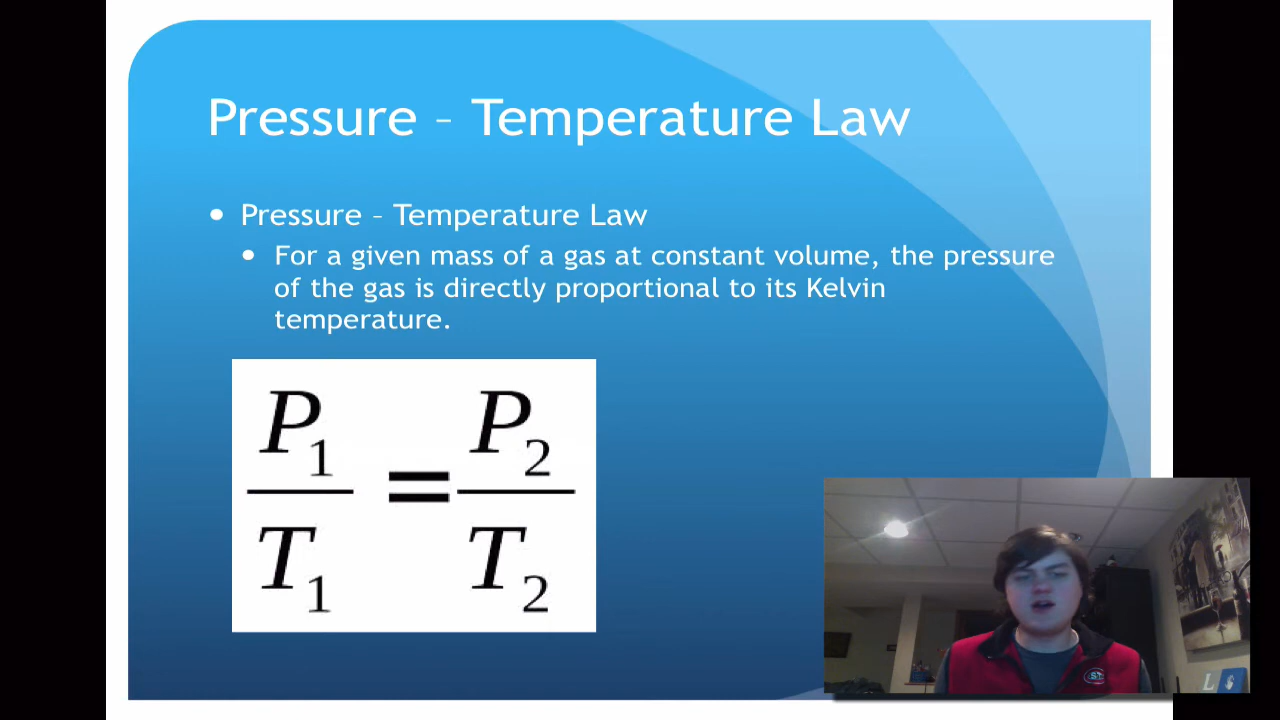 Pressure – Temperature Law
Pressure – Temperature Law
For a given mass of a gas at constant volume, the pressure
of the gas is directly proportional to its Kelvin
temperature.
P1 = P2
T1 T2
L